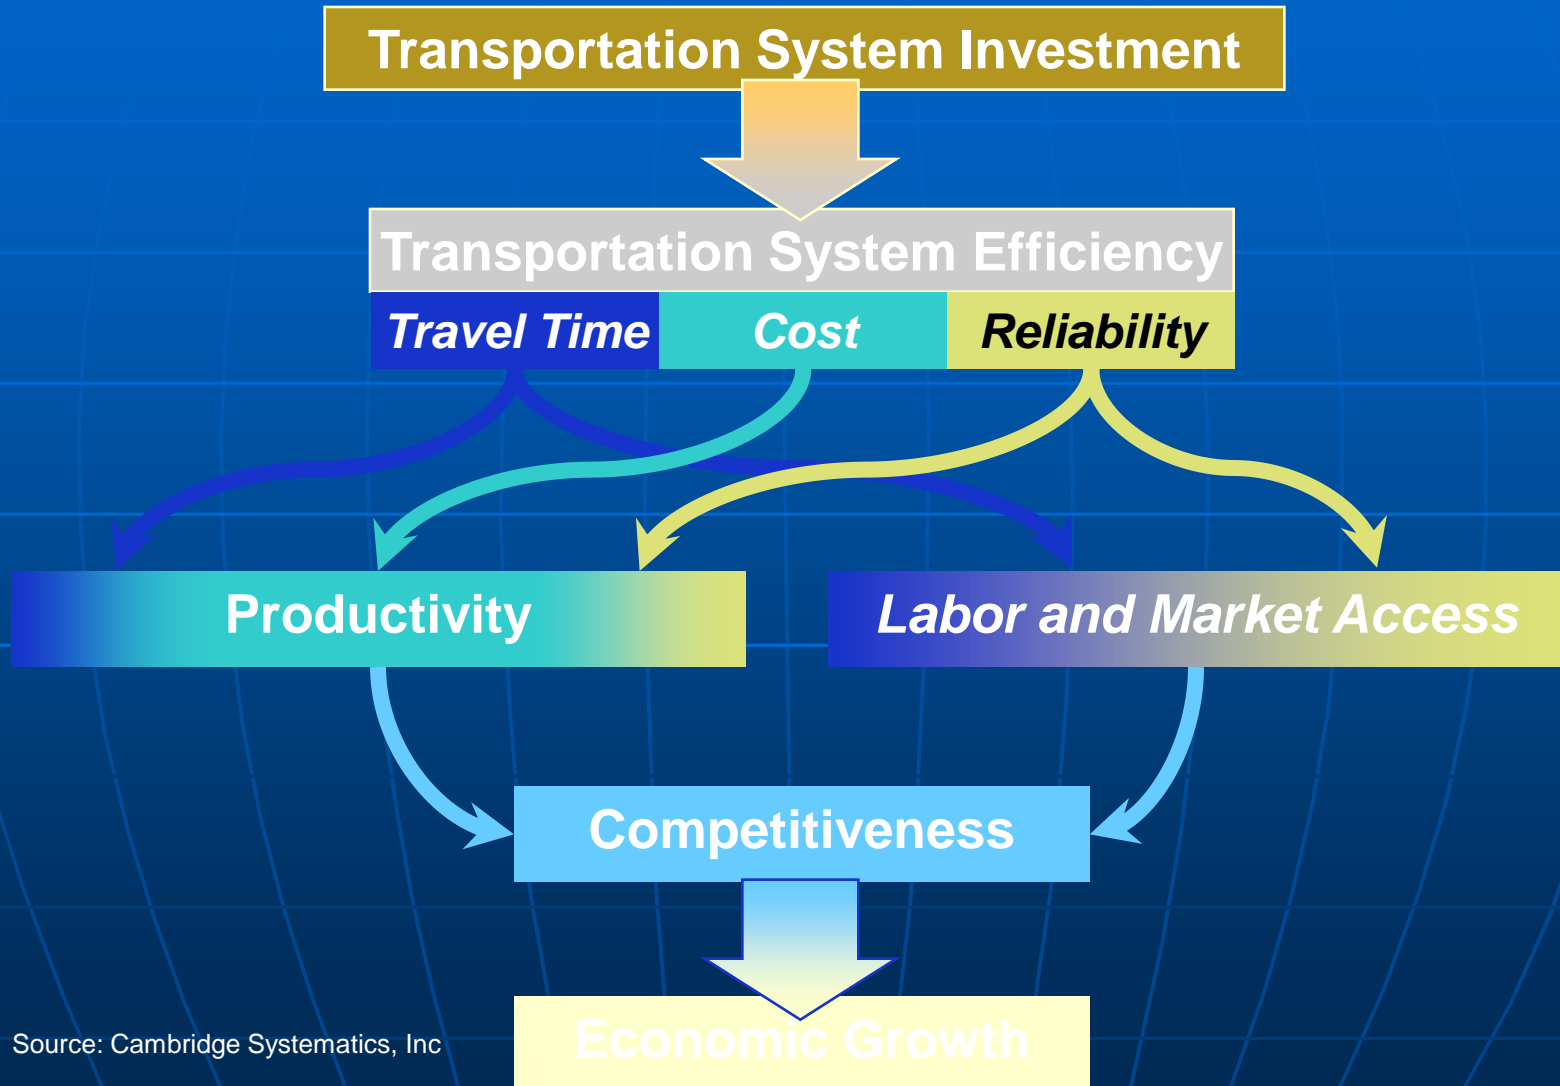 Transportation System Investment
Transportation System Efficiency
Travel Time
Cost
Reliability
Productivity
Labor and Market Access
Competitiveness
Economic Growth
Source: Cambridge Systematics, Inc